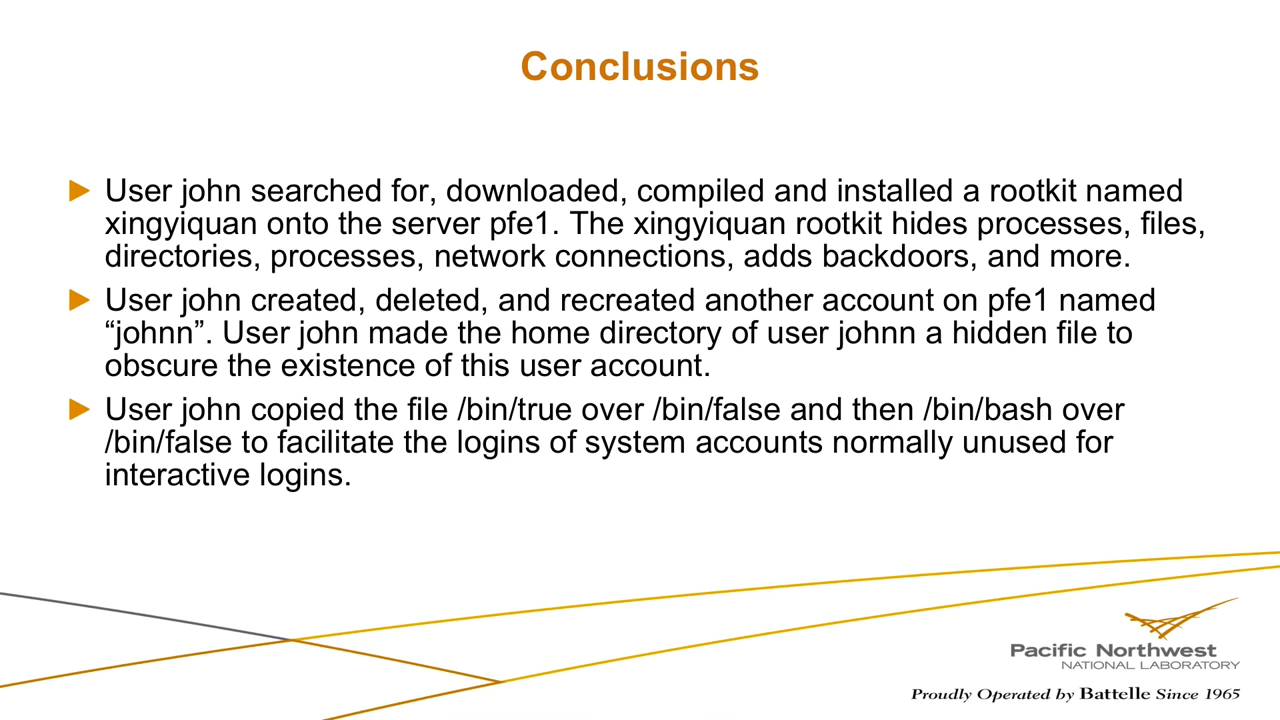 Conclusions
User john searched for, downloaded, compiled and installed a rootkit named
xingyiquan onto the server pfe1. The xingyiquan rootkit hides processes, files,
directories, processes, network connections, adds backdoors, and more.
User john created, deleted, and recreated another account on pfe1 named
“johnn”. User john made the home directory of user johnn a hidden file to
obscure the existence of this user account.
User john copied the file /bin/true over /bin/false and then /bin/bash over
/bin/false to facilitate the logins of system accounts normally unused for
interactive logins.
Pacific Northwest
NATIONAL LABORATORY
Proudly Operated by Battelle Since 1965